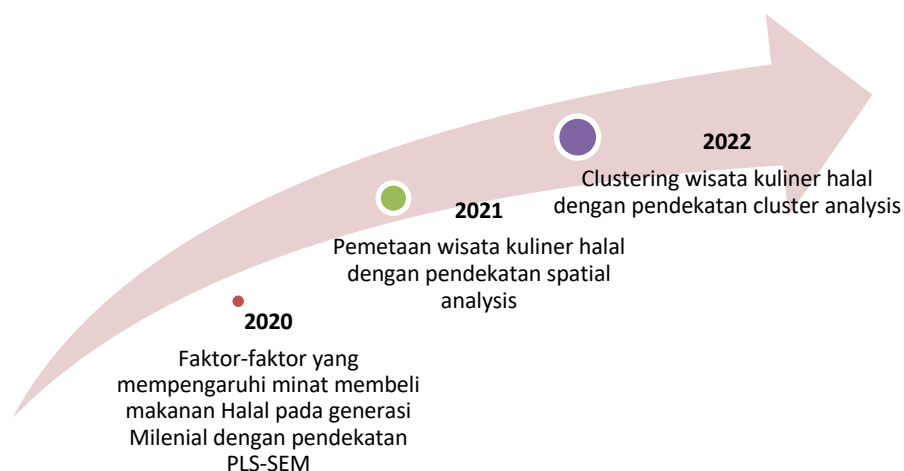 2020
Faktor-faktor yang
mempengaruhi minat membeli
makanan Halal pada generasi
Milenial dengan pendekatan
PLS-SEM
2021
Pemetaan wisata kuliner halal
dengan pendekatan spatial
analysis
2022
Clustering wisata kuliner halal
dengan pendekatan cluster analysis